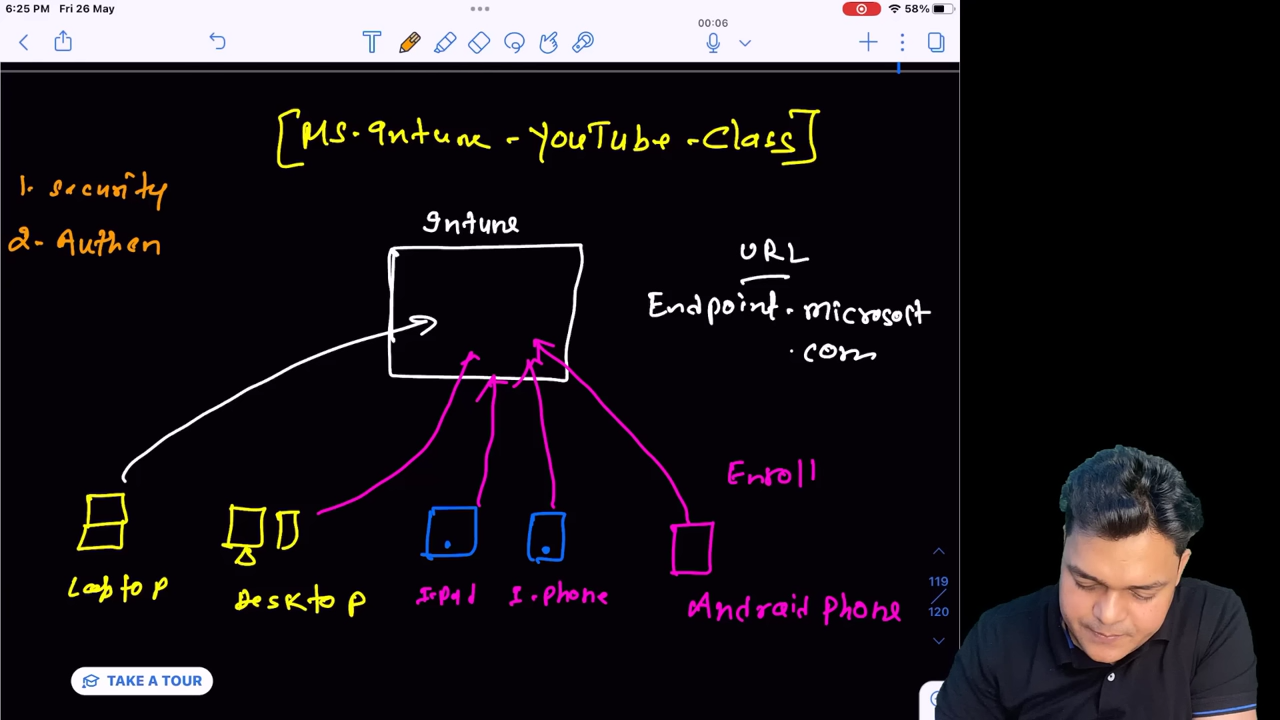 6:25 PM Fri 26 May
58%
00:06
T
[MS. Intune - YouTube - Class]
1. security
2. Authen
Intune
URL
Endpoint. microsoft
.com
Enroll
Laptop
Desktop
I-pad
I-phone
Andraid phone
119
120
TAKE A TOUR